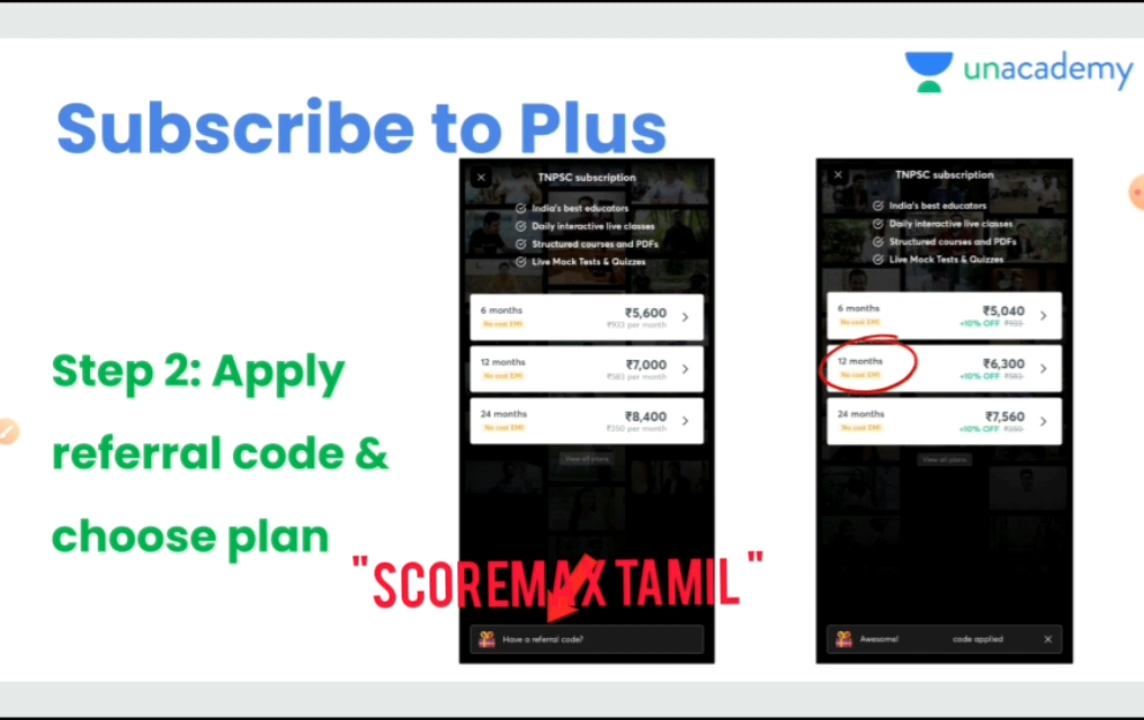 unacademy
Subscribe to Plus
Step 2: Apply
referral code &
choose plan
TNPSC subscription
India's best educators
Daily interactive live classes
Structured courses and PDFs
Live Mock Tests & Quizzes
6 months ₹5,600
No cost EMI ₹933 per month
12 months ₹7,000
No cost EMI ₹583 per month
24 months ₹8,400
No cost EMI ₹350 per month
View all plans
"SCOREMAX TAMIL"
Have a referral code?
TNPSC subscription
India's best educators
Daily interactive live classes
Structured courses and PDFs
Live Mock Tests & Quizzes
6 months ₹5,040
No cost EMI +10% OFF ₹933
12 months ₹6,300
No cost EMI +10% OFF ₹583
24 months ₹7,560
No cost EMI +10% OFF ₹350
View all plans
Awesome! code applied